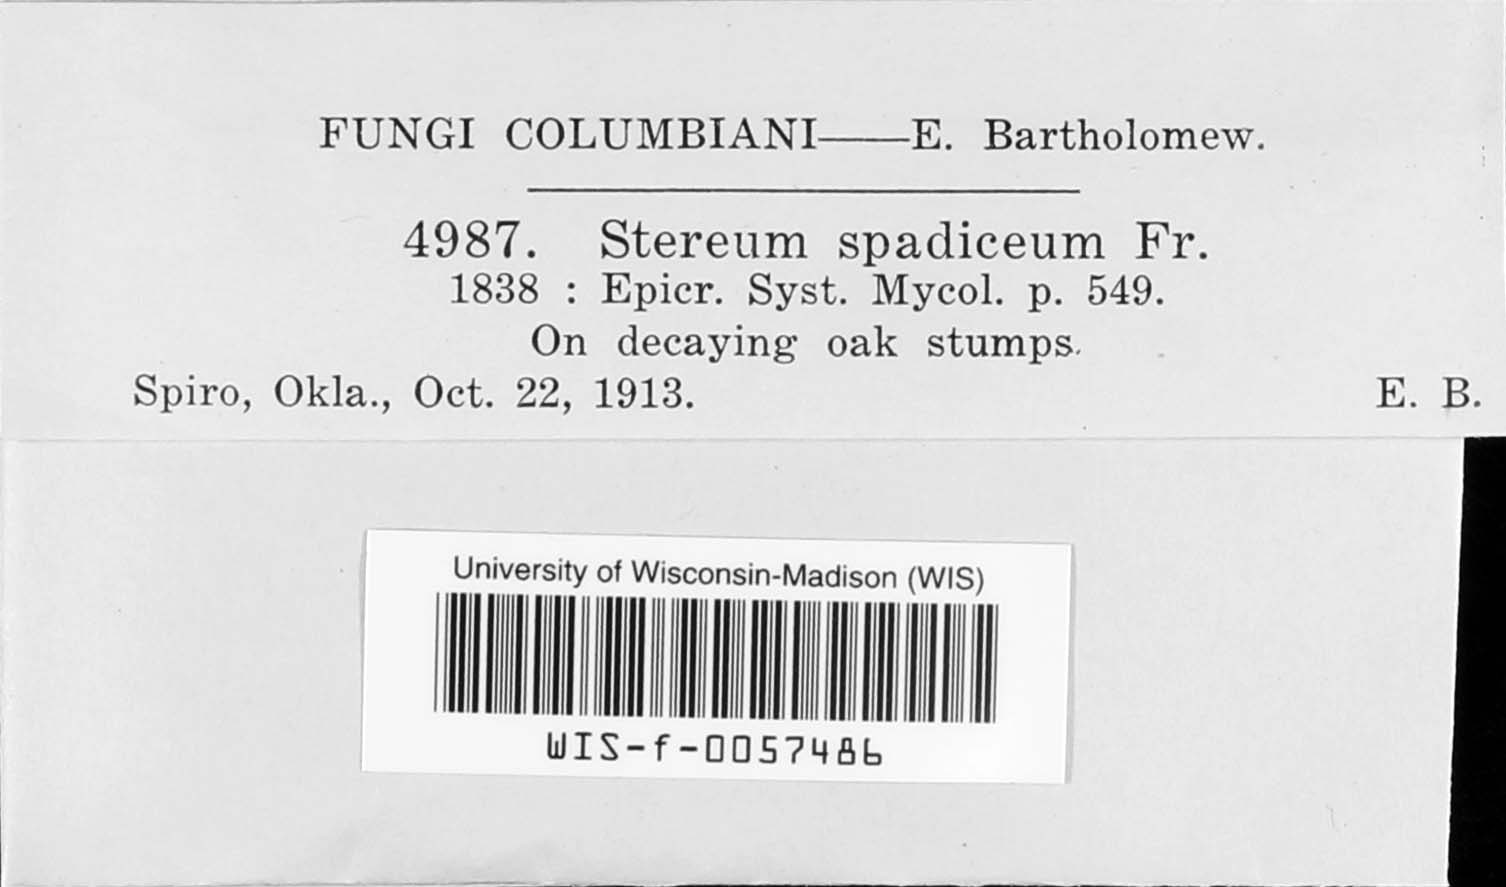 FUNGI COLUMBIANI——E. Bartholomew.
4987. Stereum spadiceum Fr.
1838 : Epicr. Syst. Mycol. p. 549.
On decaying oak stumps.
Spiro, Okla., Oct. 22, 1913. E. B.
University of Wisconsin-Madison (WIS)
WIS-f-0057486